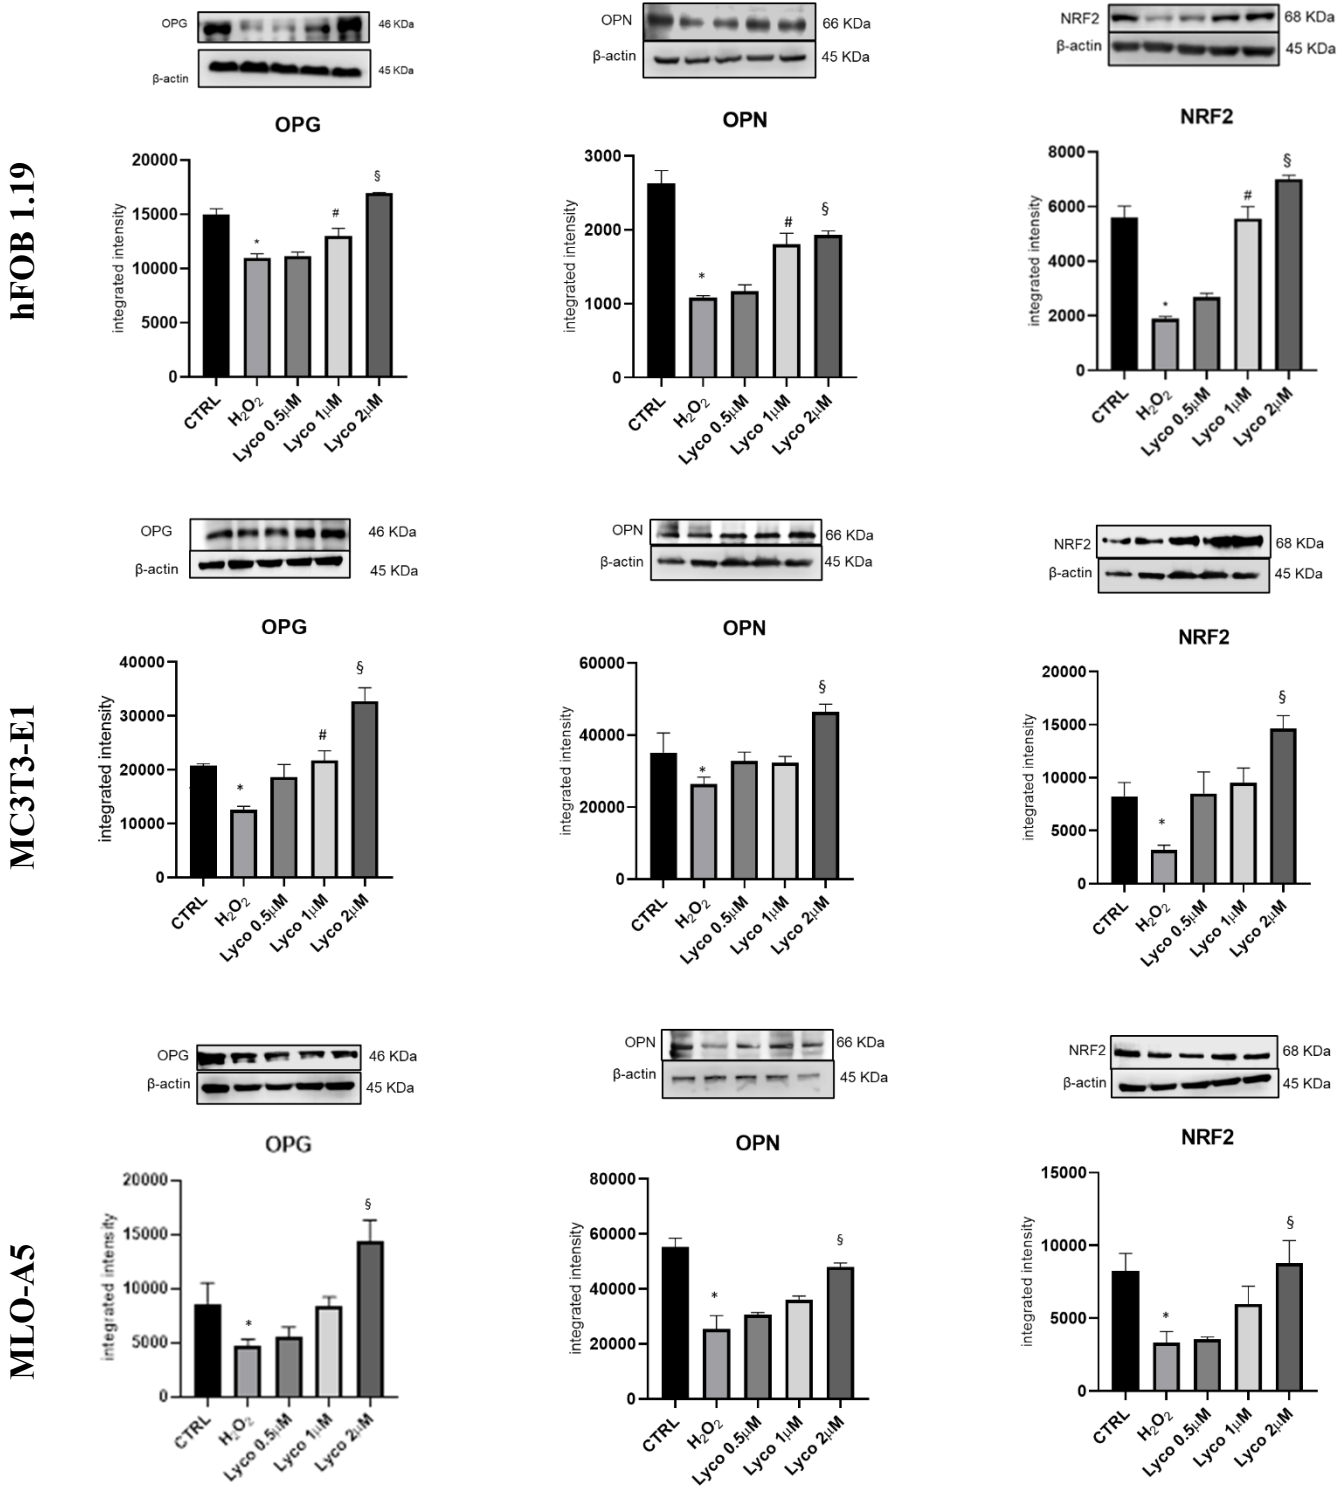 hFOB 1.19
OPG 46 KDa
β-actin 45 KDa
OPG
integrated intensity
20000
15000
10000
5000
0
* # §
CTRL H₂O₂ Lyco 0.5μM Lyco 1μM Lyco 2μM
OPN 66 KDa
β-actin 45 KDa
OPN
integrated intensity
3000
2000
1000
0
* # §
CTRL H₂O₂ Lyco 0.5μM Lyco 1μM Lyco 2μM
NRF2 68 KDa
β-actin 45 KDa
NRF2
integrated intensity
8000
6000
4000
2000
0
* # §
CTRL H₂O₂ Lyco 0.5μM Lyco 1μM Lyco 2μM
MC3T3-E1
OPG 46 KDa
β-actin 45 KDa
OPG
integrated intensity
40000
30000
20000
10000
0
* # §
CTRL H₂O₂ Lyco 0.5μM Lyco 1μM Lyco 2μM
OPN 66 KDa
β-actin 45 KDa
OPN
integrated intensity
60000
40000
20000
0
* §
CTRL H₂O₂ Lyco 0.5μM Lyco 1μM Lyco 2μM
NRF2 68 KDa
β-actin 45 KDa
NRF2
integrated intensity
20000
15000
10000
5000
0
* §
CTRL H₂O₂ Lyco 0.5μM Lyco 1μM Lyco 2μM
MLO-A5
OPG 46 KDa
β-actin 45 KDa
OPG
integrated intensity
20000
15000
10000
5000
0
* §
CTRL H₂O₂ Lyco 0.5μM Lyco 1μM Lyco 2μM
OPN 66 KDa
β-actin 45 KDa
OPN
integrated intensity
80000
60000
40000
20000
0
* §
CTRL H₂O₂ Lyco 0.5μM Lyco 1μM Lyco 2μM
NRF2 68 KDa
β-actin 45 KDa
NRF2
integrated intensity
15000
10000
5000
0
* §
CTRL H₂O₂ Lyco 0.5μM Lyco 1μM Lyco 2μM